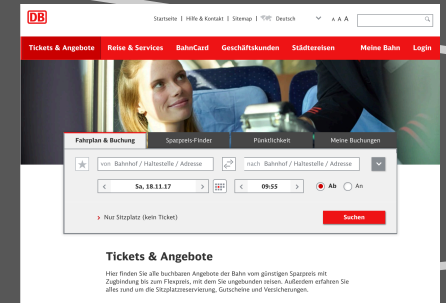 DB
Startseite | Hilfe & Kontakt | Sitemap | Deutsch A A A
Tickets & Angebote Reise & Services BahnCard Geschäftskunden Städtereisen Meine Bahn Login
Fahrplan & Buchung Sparpreis-Finder Pünktlichkeit Meine Buchungen
von Bahnhof / Haltestelle / Adresse nach Bahnhof / Haltestelle / Adresse
Sa, 18.11.17 09:55 Ab An
Nur Sitzplatz (kein Ticket) Suchen
Tickets & Angebote
Hier finden Sie alle buchbaren Angebote der Bahn vom günstigen Sparpreis mit
Zugbindung bis zum Flexpreis, mit dem Sie ungebunden reisen. Außerdem erfahren Sie
alles rund um die Sitzplatzreservierung, Gutscheine und Versicherungen.